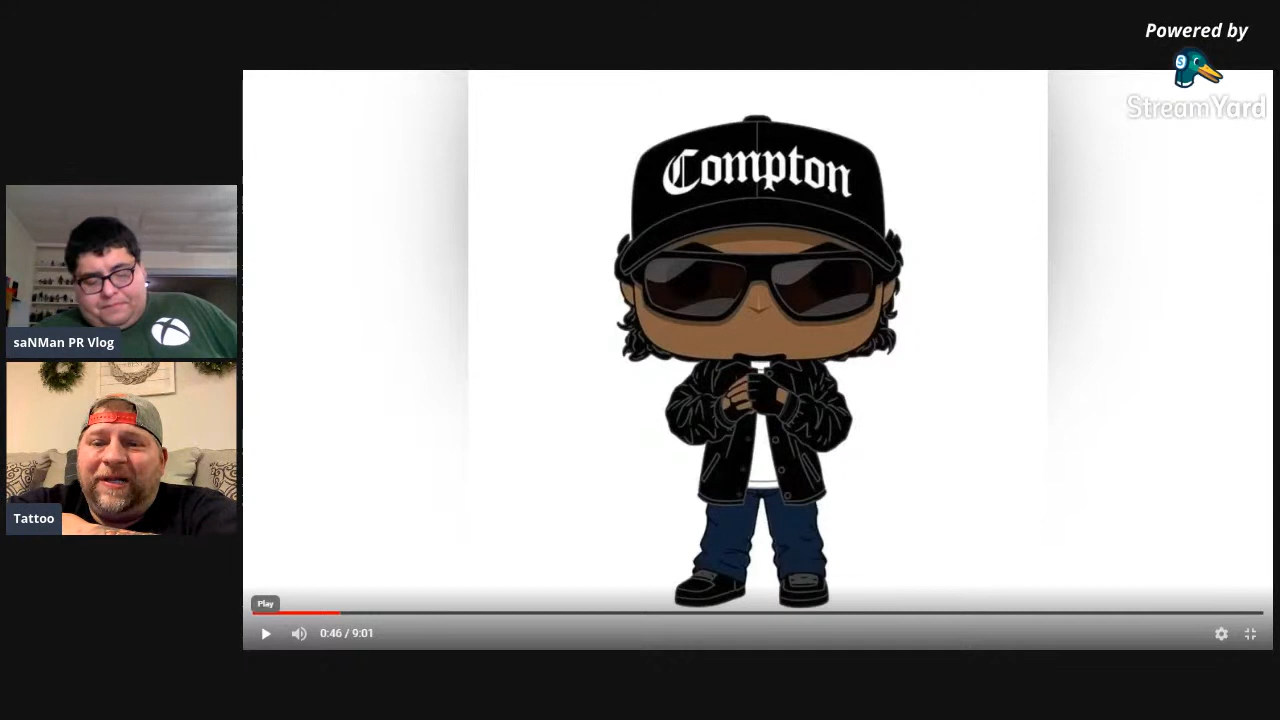 Powered by
StreamYard
Compton
saNMan PR Vlog
Tattoo
Play
0:46 / 9:01